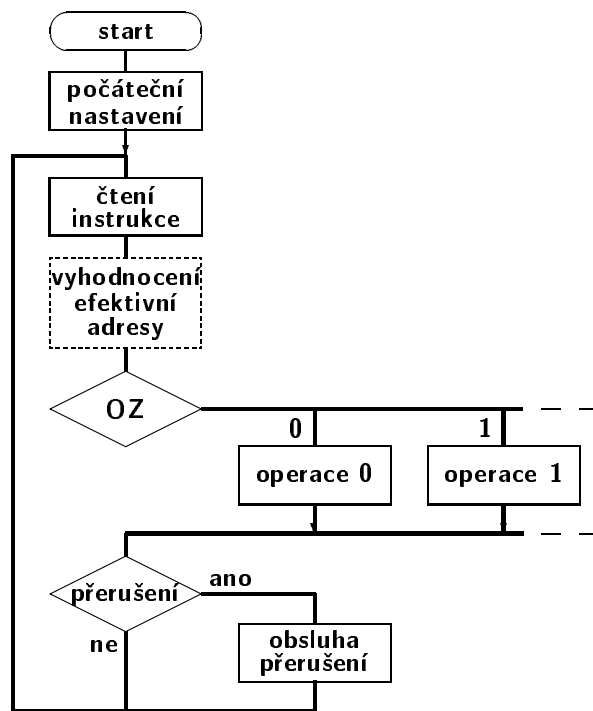 start
počáteční
nastavení
čtení
instrukce
vyhodnocení
efektivní
adresy
OZ
0
1
operace 0
operace 1
přerušení
ano
ne
obsluha
přerušení